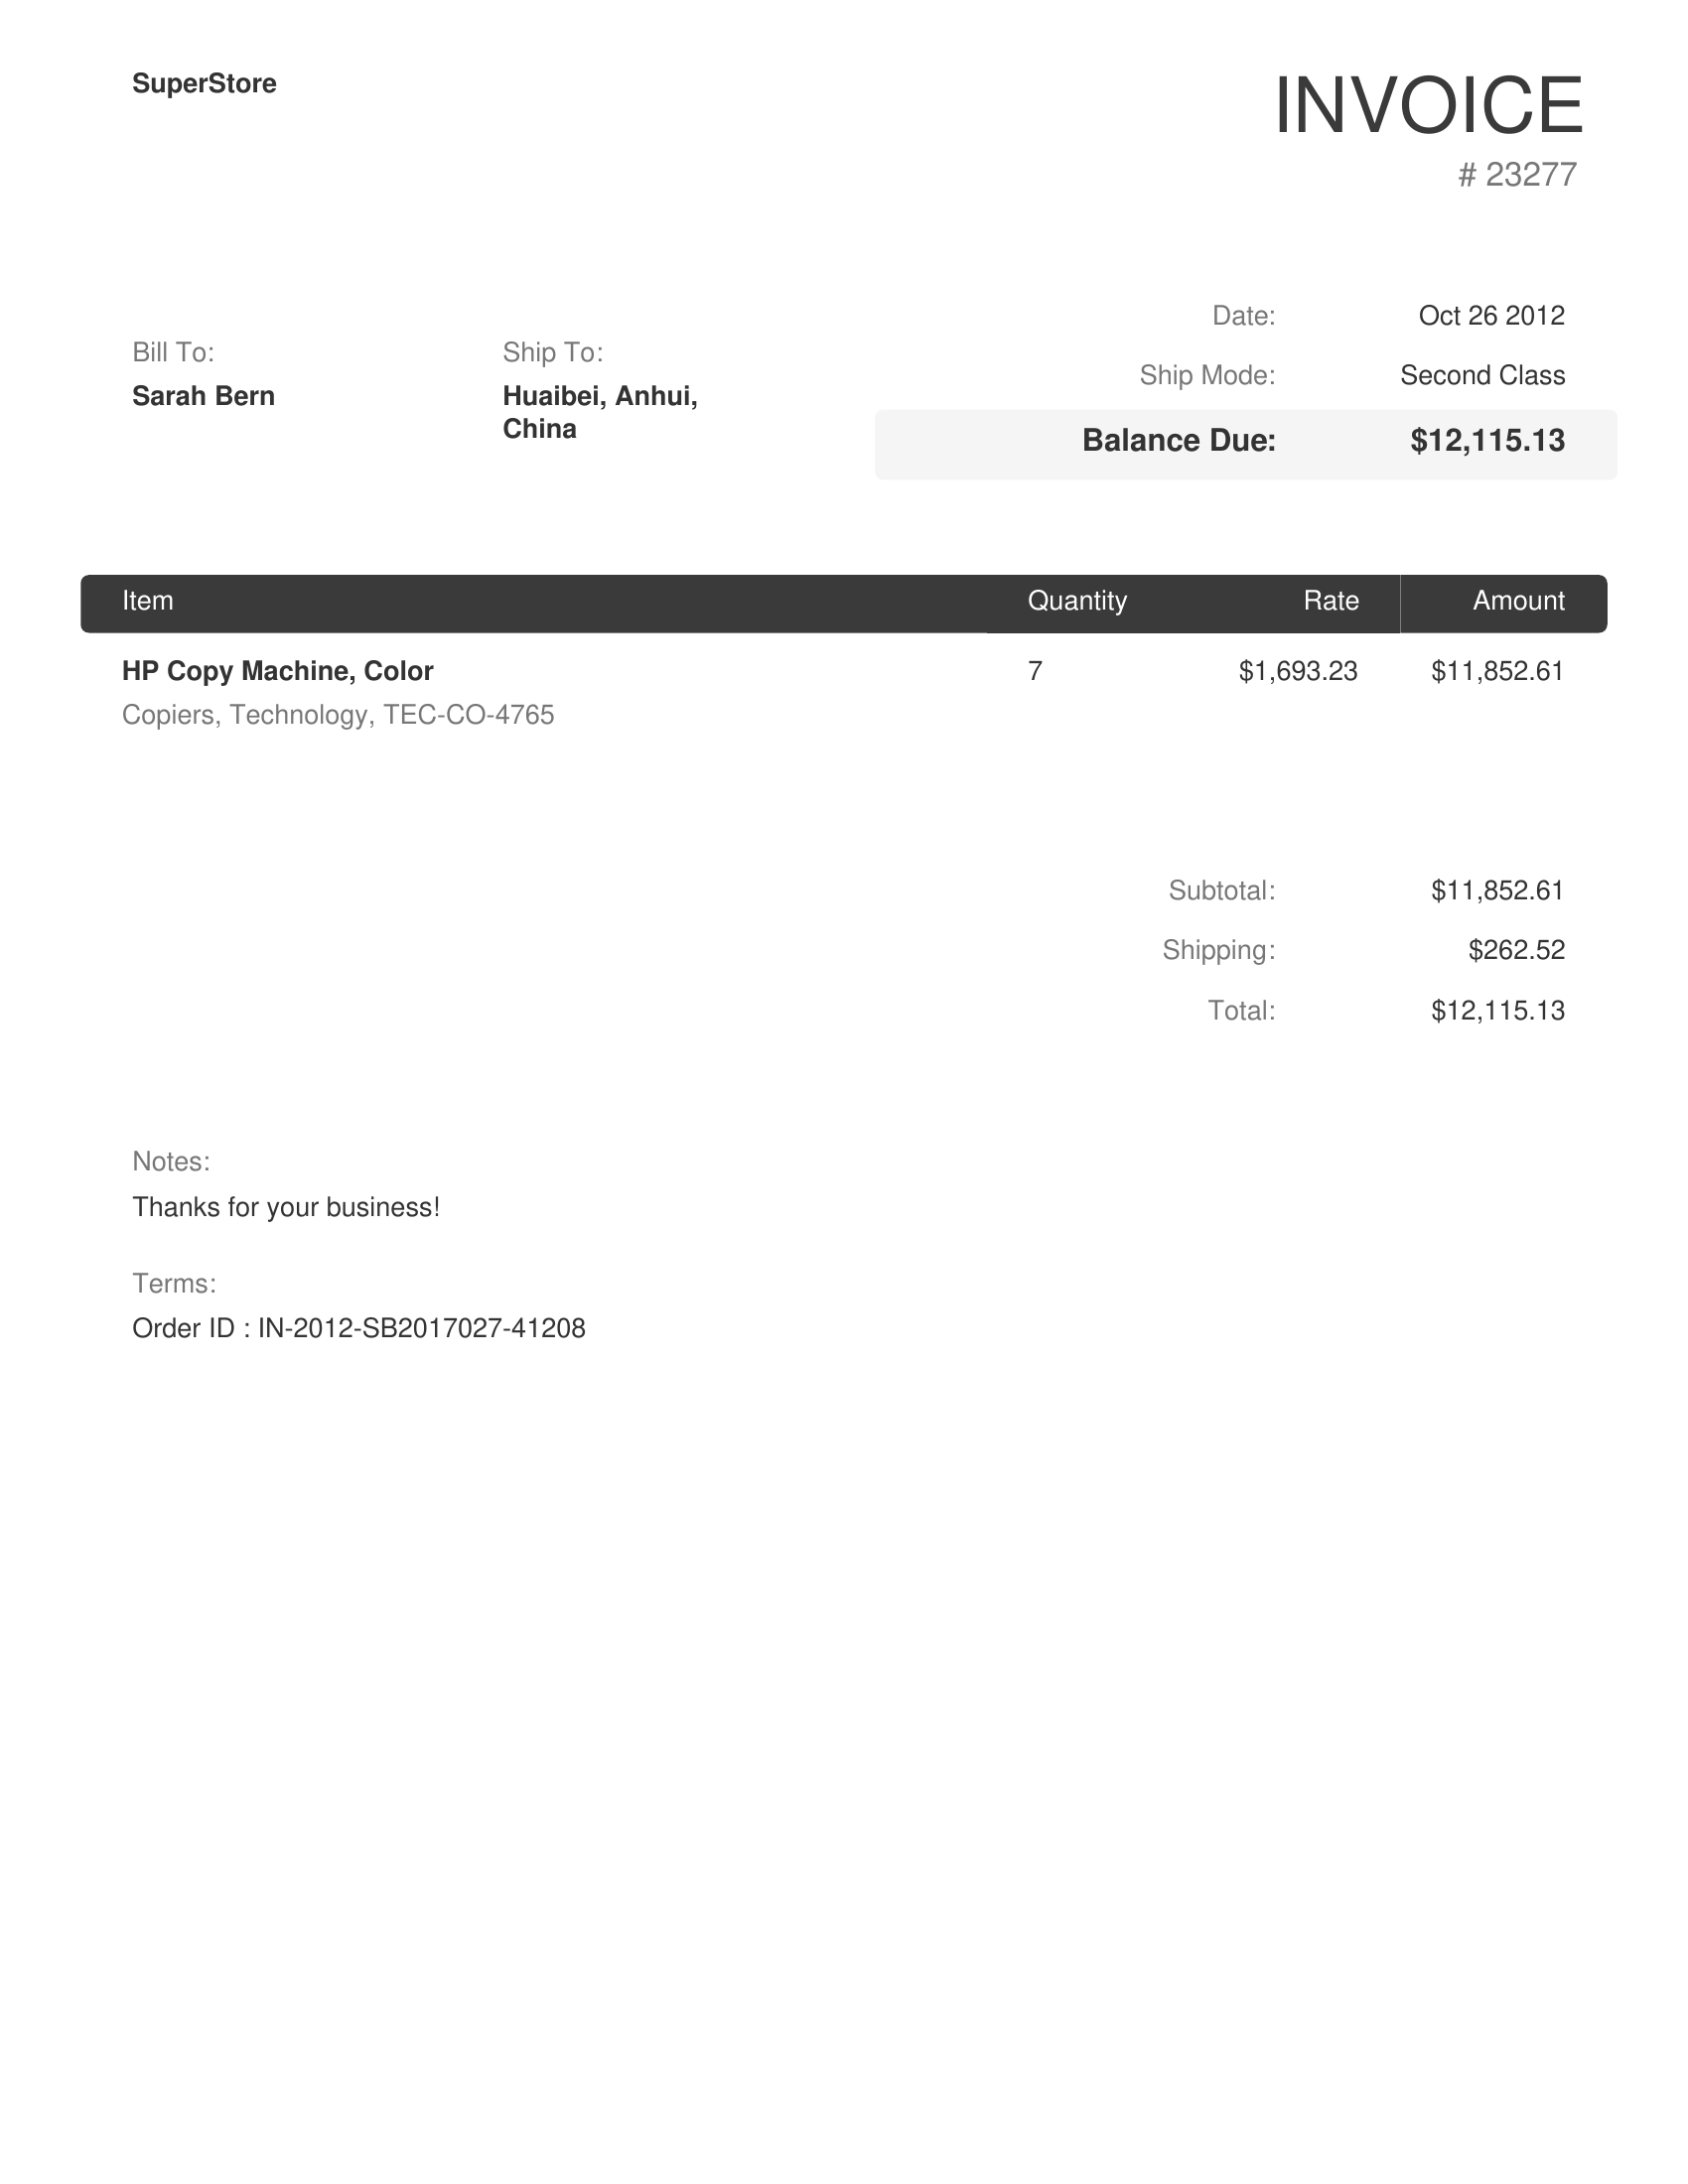 SuperStore
INVOICE
# 23277
Date: Oct 26 2012
Ship Mode: Second Class
Balance Due: $12,115.13
Bill To:
Sarah Bern
Ship To:
Huaibei, Anhui,
China
Item Quantity Rate Amount
HP Copy Machine, Color 7 $1,693.23 $11,852.61
Copiers, Technology, TEC-CO-4765
Subtotal: $11,852.61
Shipping: $262.52
Total: $12,115.13
Notes:
Thanks for your business!
Terms:
Order ID : IN-2012-SB2017027-41208